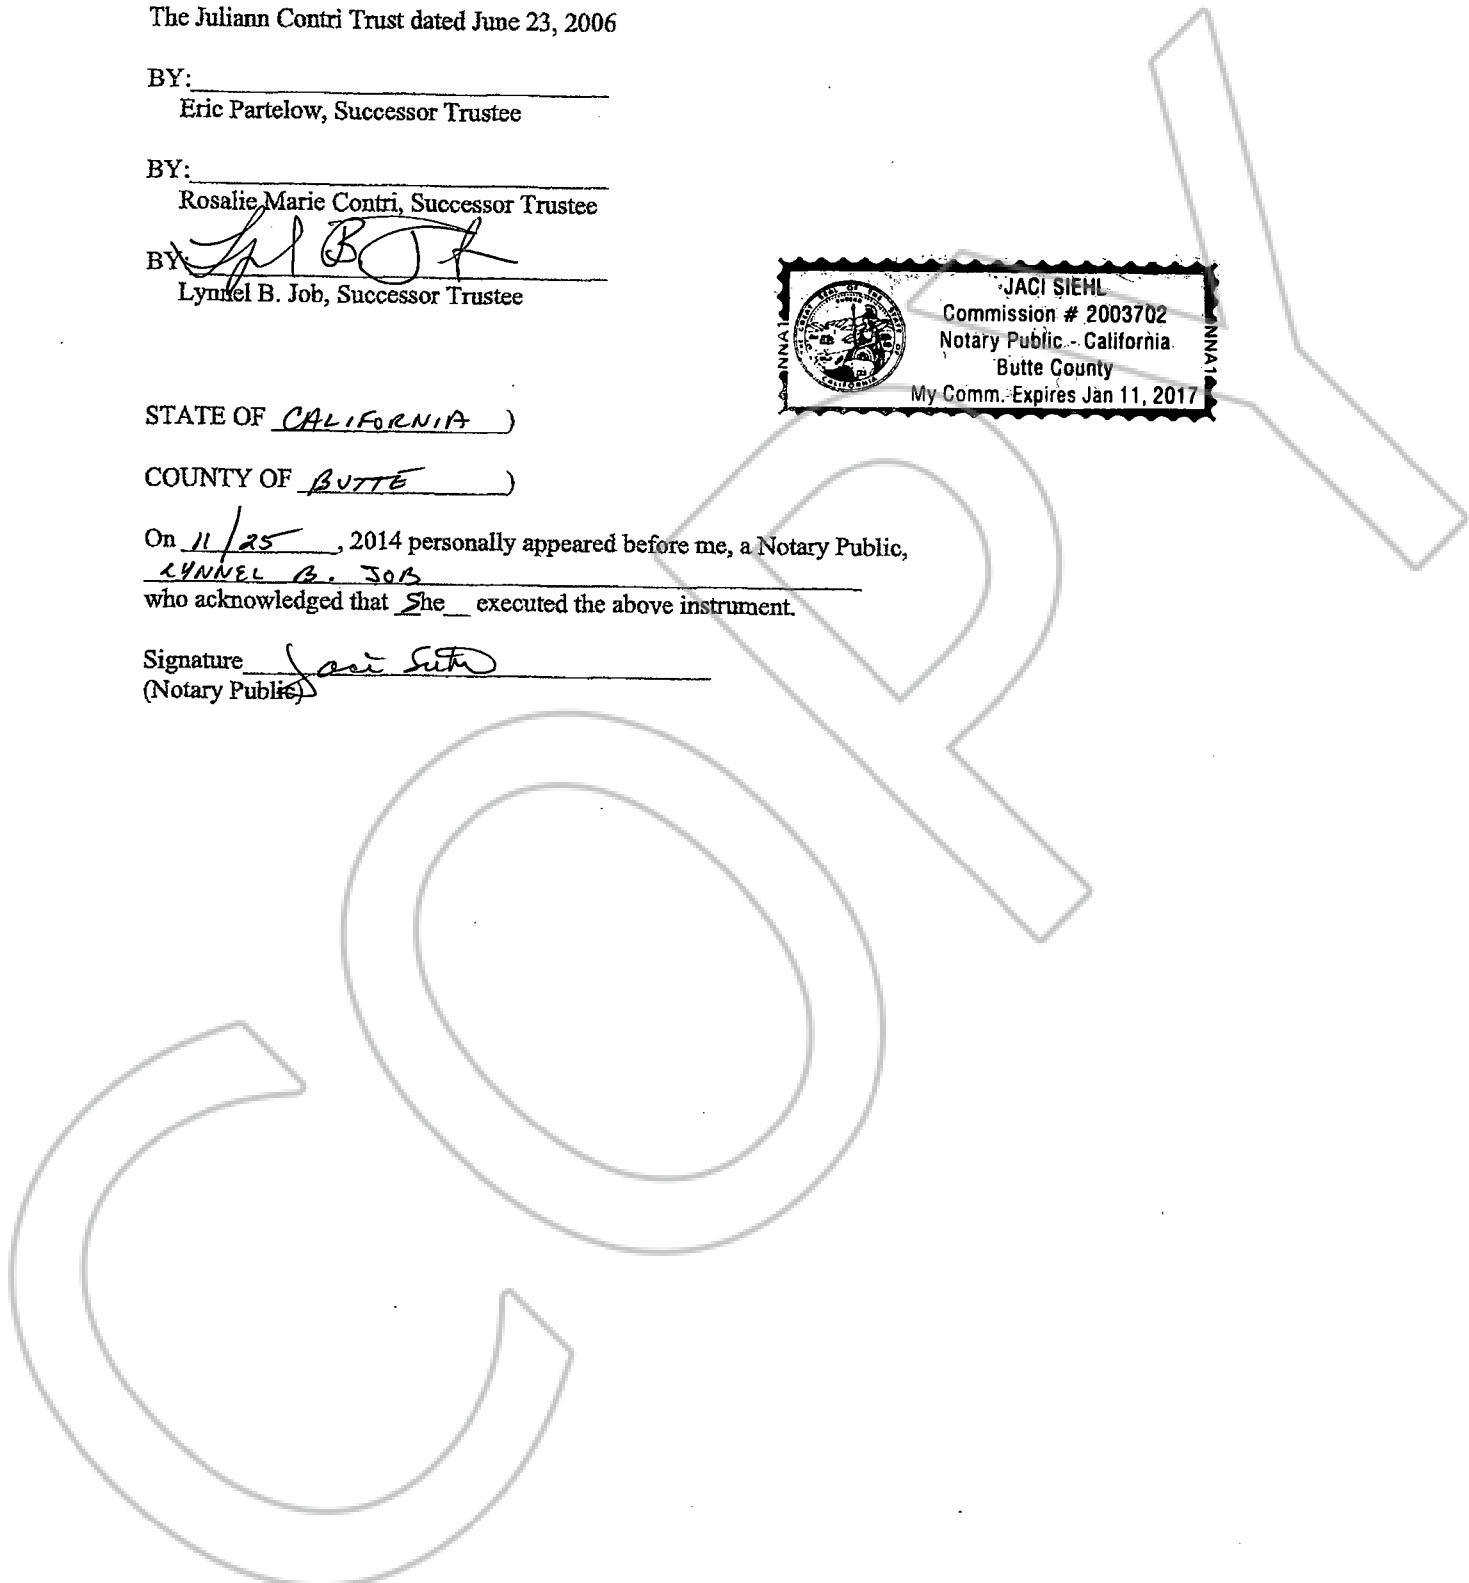 The Juliann Contri Trust dated June 23, 2006
BY:
Eric Partelow, Successor Trustee
BY:
Rosalie Marie Contri, Successor Trustee
BY:
Lynnel B. Job, Successor Trustee
NNA1
JACI SIEHL
Commission # 2003702
Notary Public - California
Butte County
My Comm. Expires Jan 11, 2017
NNA1
STATE OF CALIFORNIA )
COUNTY OF BUTTE )
On 11/25, 2014 personally appeared before me, a Notary Public,
LYNNEL B. JOB
who acknowledged that She__ executed the above instrument.
Signature
(Notary Public)
COPY